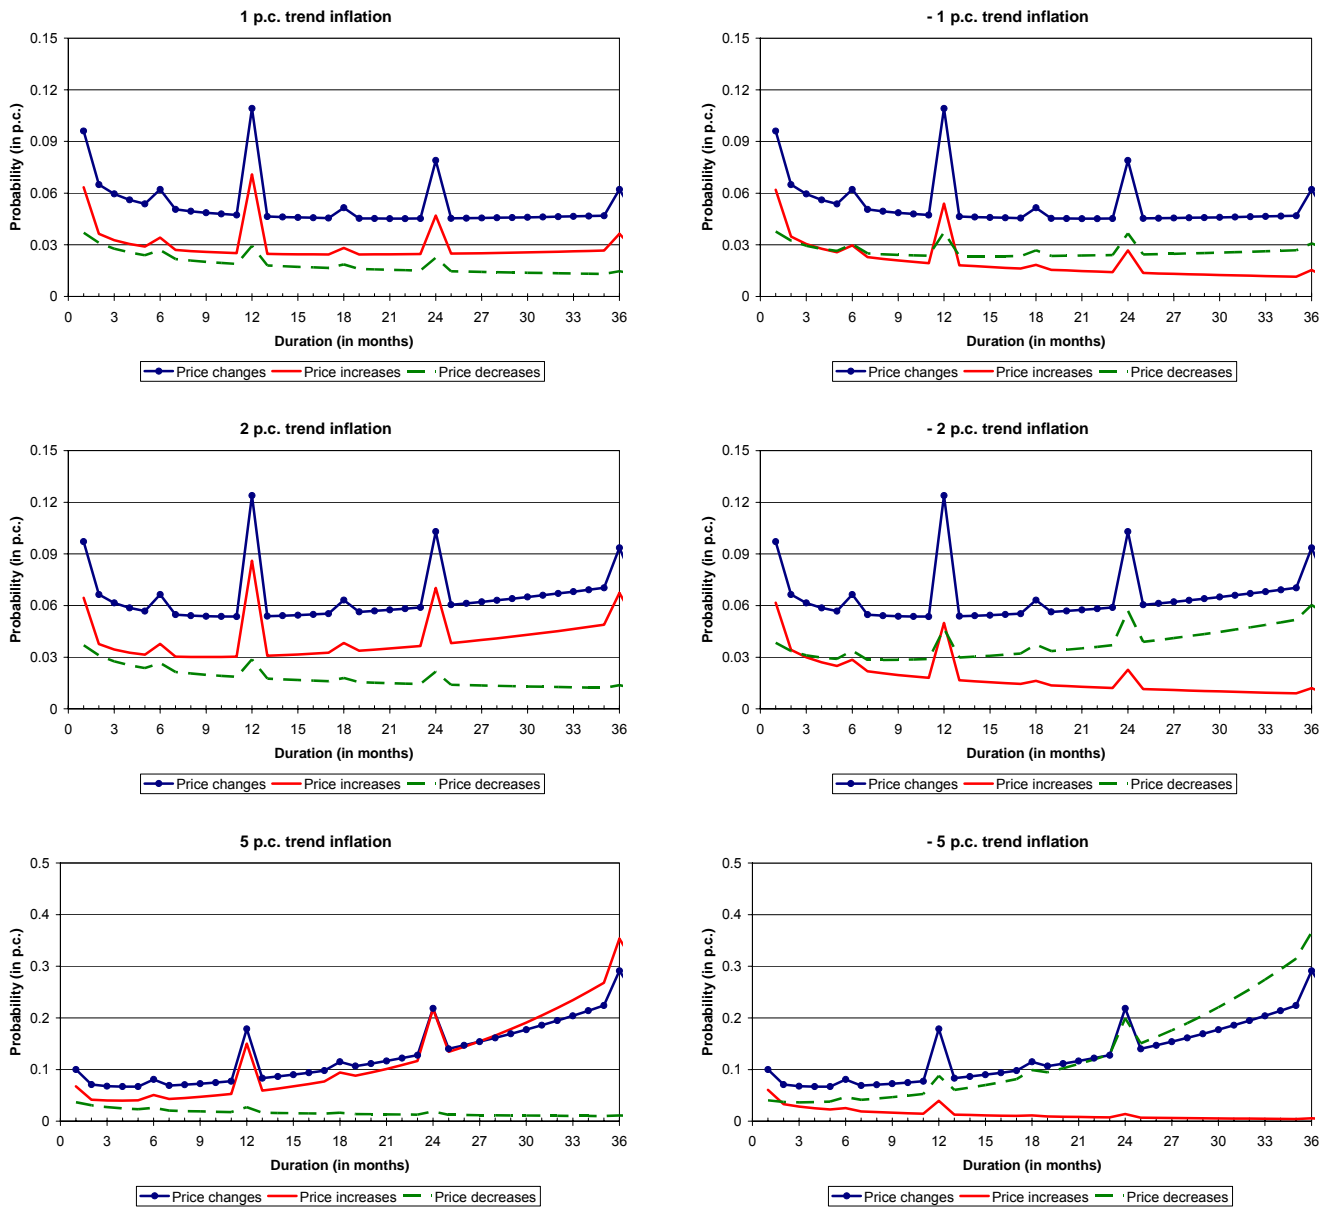 1 p.c. trend inflation
Probability (in p.c.)
0.15
0.12
0.09
0.06
0.03
0
0 3 6 9 12 15 18 21 24 27 30 33 36
Duration (in months)
Price changes Price increases Price decreases
- 1 p.c. trend inflation
Probability (in p.c.)
0.15
0.12
0.09
0.06
0.03
0
0 3 6 9 12 15 18 21 24 27 30 33 36
Duration (in months)
Price changes Price increases Price decreases
2 p.c. trend inflation
Probability (in p.c.)
0.15
0.12
0.09
0.06
0.03
0
0 3 6 9 12 15 18 21 24 27 30 33 36
Duration (in months)
Price changes Price increases Price decreases
- 2 p.c. trend inflation
Probability (in p.c.)
0.15
0.12
0.09
0.06
0.03
0
0 3 6 9 12 15 18 21 24 27 30 33 36
Duration (in months)
Price changes Price increases Price decreases
5 p.c. trend inflation
Probability (in p.c.)
0.5
0.4
0.3
0.2
0.1
0
0 3 6 9 12 15 18 21 24 27 30 33 36
Duration (in months)
Price changes Price increases Price decreases
- 5 p.c. trend inflation
Probability (in p.c.)
0.5
0.4
0.3
0.2
0.1
0
0 3 6 9 12 15 18 21 24 27 30 33 36
Duration (in months)
Price changes Price increases Price decreases